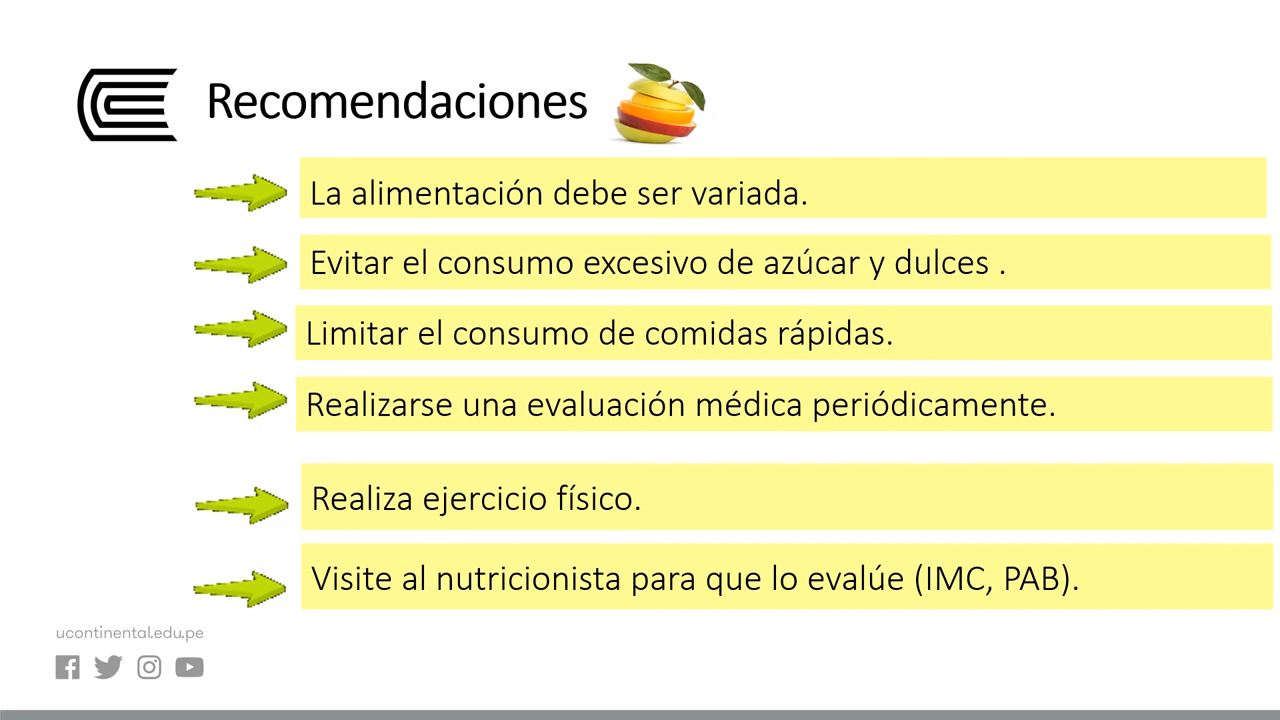 Recomendaciones
La alimentación debe ser variada.
Evitar el consumo excesivo de azúcar y dulces .
Limitar el consumo de comidas rápidas.
Realizarse una evaluación médica periódicamente.
Realiza ejercicio físico.
Visite al nutricionista para que lo evalúe (IMC, PAB).
ucontinental.edu.pe